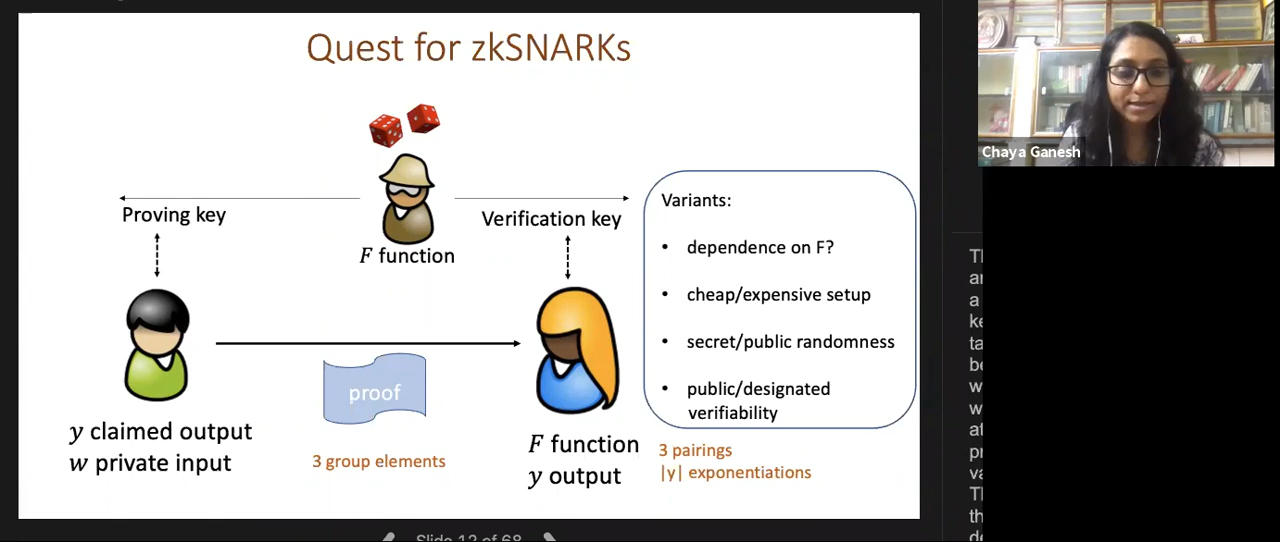 Quest for zkSNARKs
Proving key
Verification key
F function
proof
y claimed output
w private input
3 group elements
F function
y output
Variants:
• dependence on F?
• cheap/expensive setup
• secret/public randomness
• public/designated
verifiability
3 pairings
|y| exponentiations
Slide 12 of 68
Chaya Ganesh